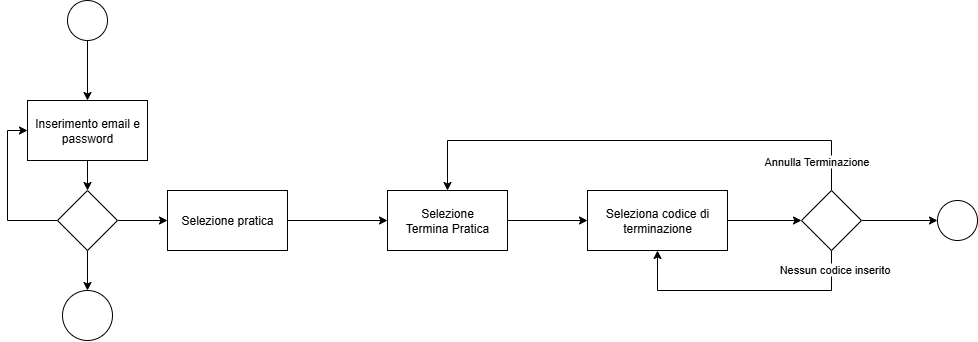 Inserimento email e
password
Selezione pratica
Selezione
Termina Pratica
Seleziona codice di
terminazione
Annulla Terminazione
Nessun codice inserito